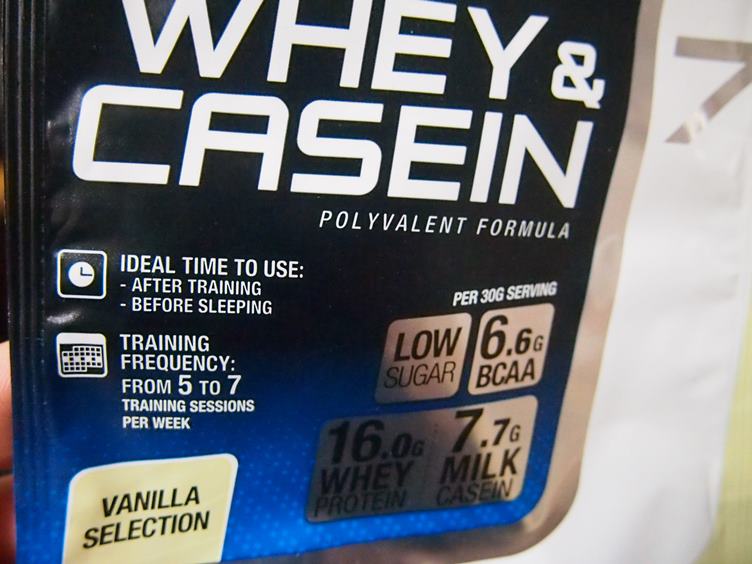 WHEY &
CASEIN
POLYVALENT FORMULA
IDEAL TIME TO USE:
- AFTER TRAINING
- BEFORE SLEEPING
TRAINING
FREQUENCY:
FROM 5 TO 7
TRAINING SESSIONS
PER WEEK
PER 30G SERVING
LOW
SUGAR
6.6G
BCAA
16.0G
WHEY
PROTEIN
7.7G
MILK
CASEIN
VANILLA
SELECTION
7